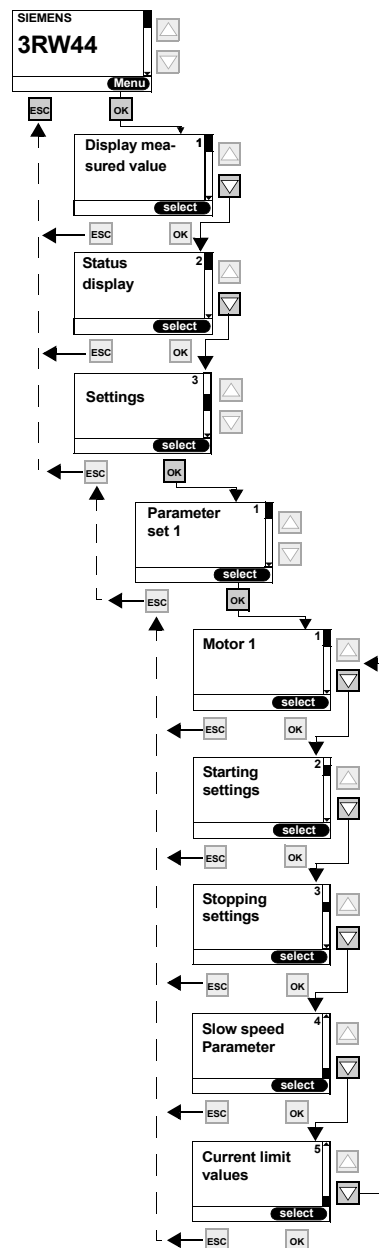 SIEMENS
3RW44
Menu
ESC
OK
Display mea-
sured value
1
select
ESC
OK
Status
display
2
select
ESC
OK
Settings
3
select
ESC
OK
Parameter
set 1
1
select
ESC
OK
Motor 1
1
select
ESC
OK
Starting
settings
2
select
ESC
OK
Stopping
settings
3
select
ESC
OK
Slow speed
Parameter
4
select
ESC
OK
Current limit
values
5
select
ESC
OK